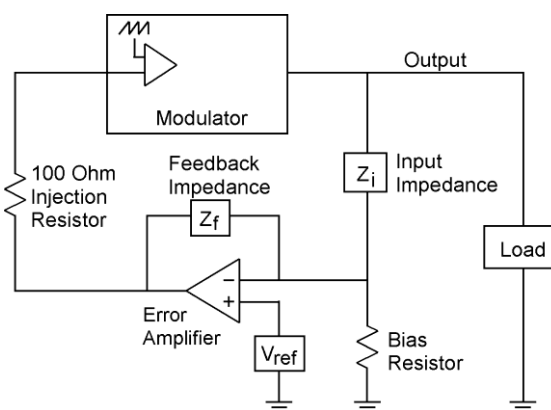 Output
Modulator
100 Ohm
Injection
Resistor
Feedback
Impedance
Zf
Zi
Input
Impedance
Load
Error
Amplifier
−
+
Vref
Bias
Resistor